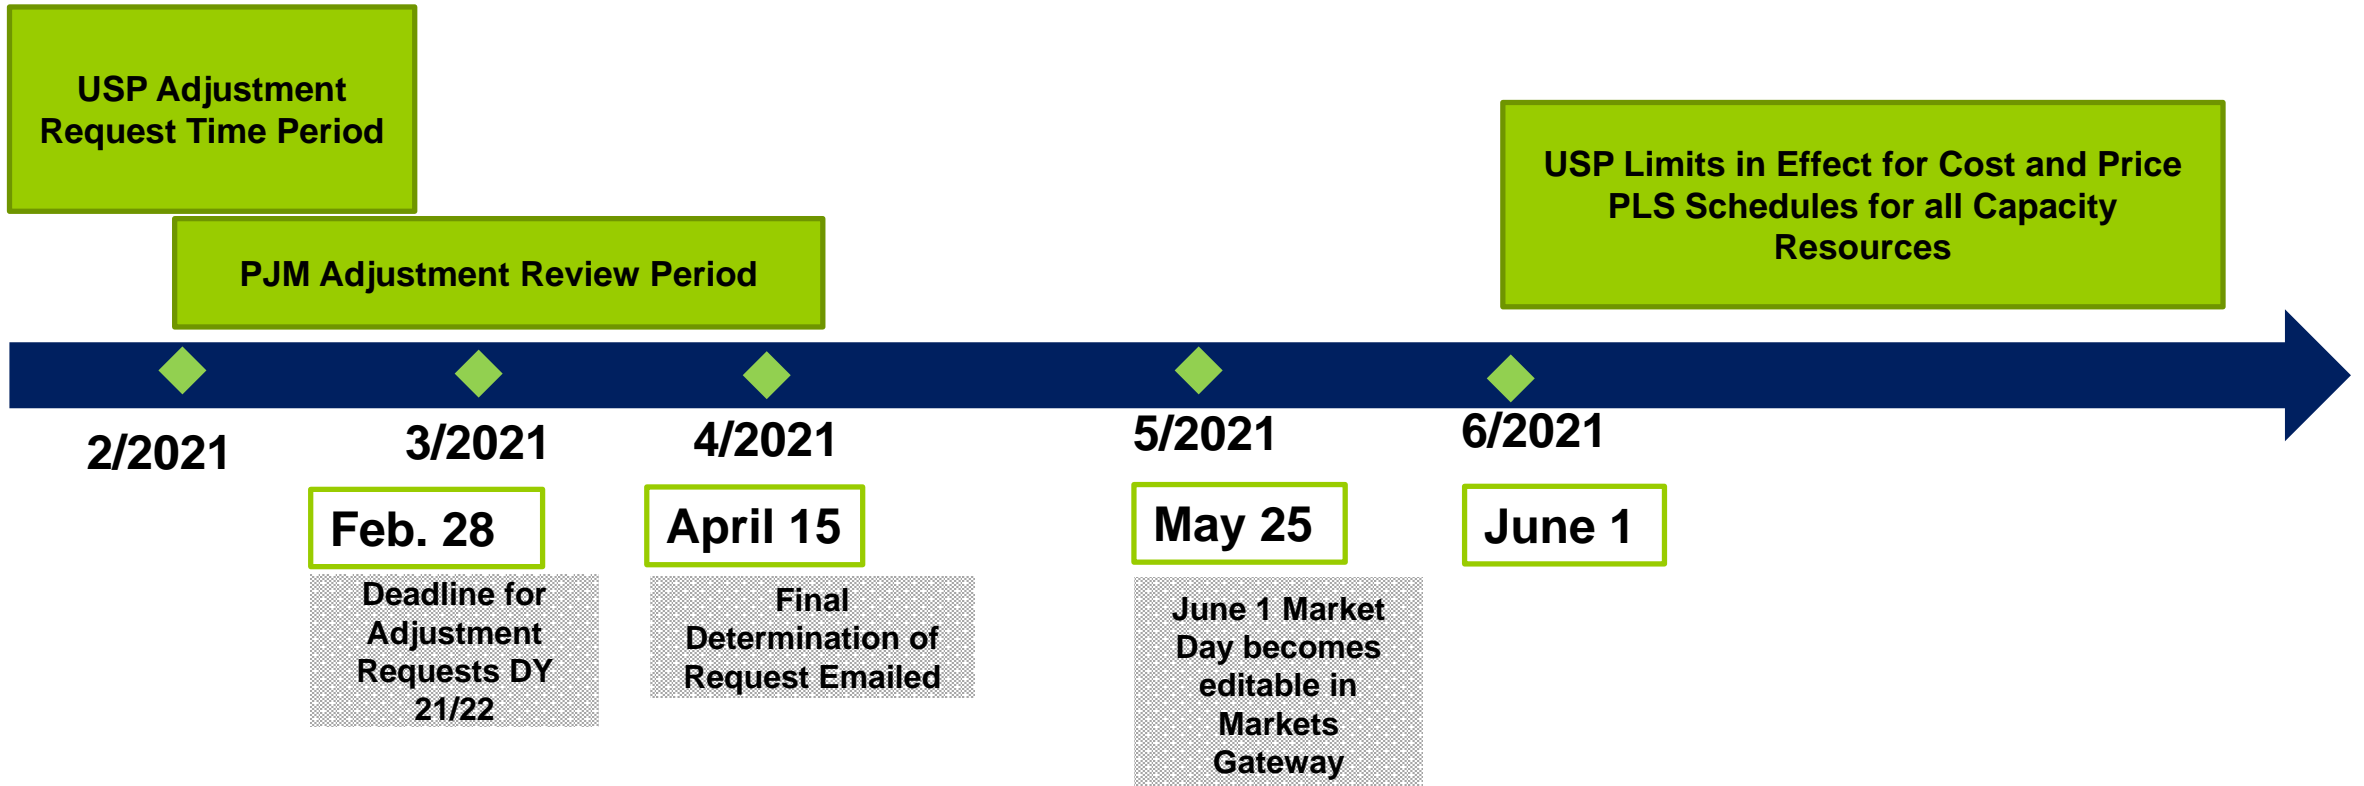 USP Adjustment
Request Time Period
PJM Adjustment Review Period
USP Limits in Effect for Cost and Price
PLS Schedules for all Capacity
Resources
2/2021
3/2021
4/2021
5/2021
6/2021
Feb. 28
April 15
May 25
June 1
Deadline for
Adjustment
Requests DY
21/22
Final
Determination of
Request Emailed
June 1 Market
Day becomes
editable in
Markets
Gateway